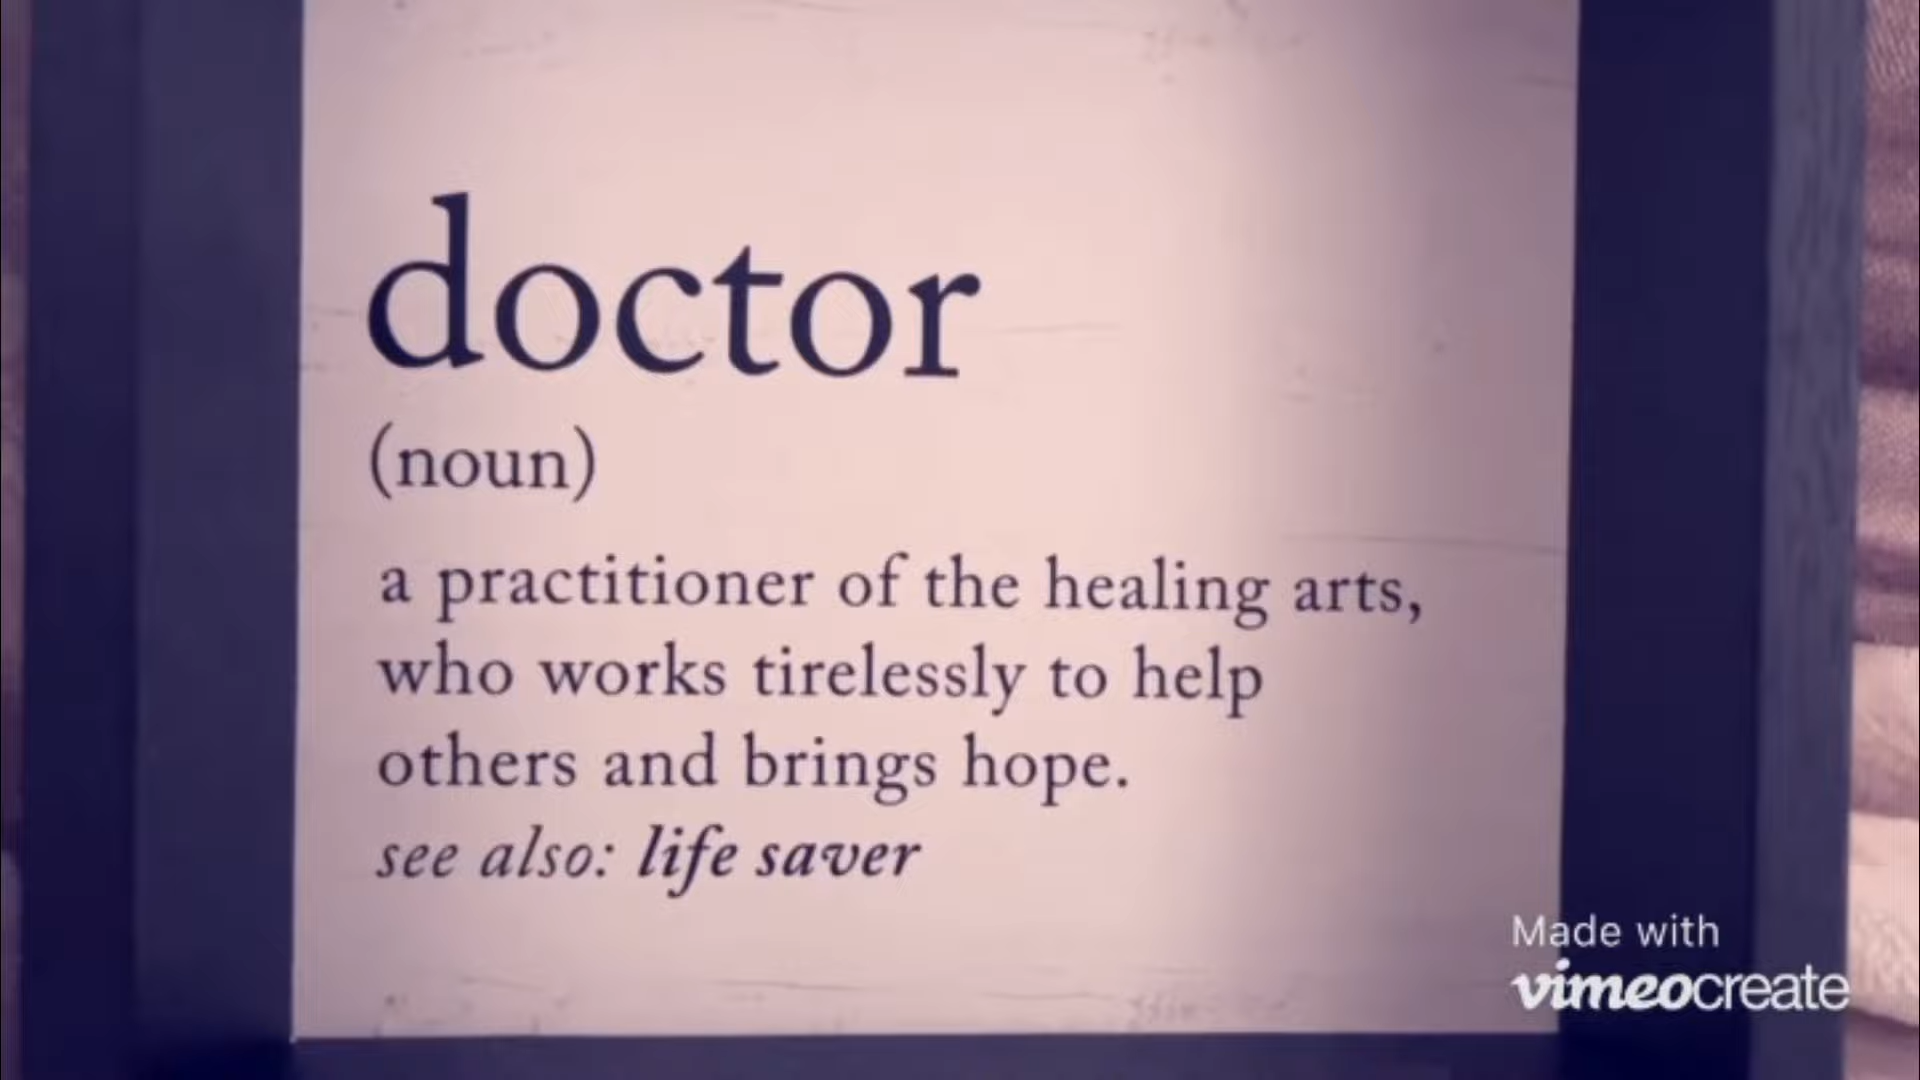 doctor
(noun)
a practitioner of the healing arts,
who works tirelessly to help
others and brings hope.
see also: life saver
Made with
vimeocreate